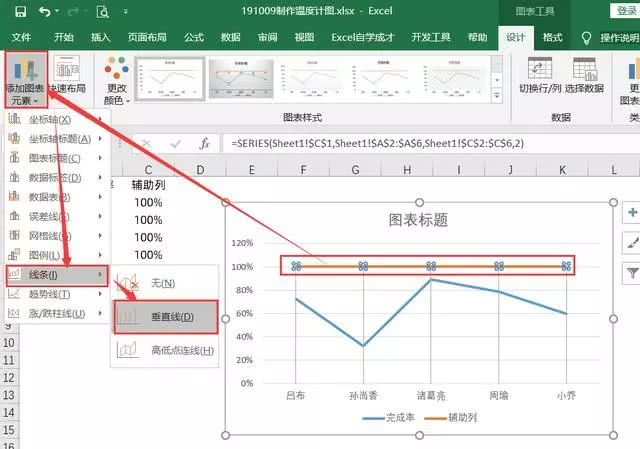 191009制作温度计图.xlsx - Excel
图表工具
文件
开始
插入
页面布局
公式
数据
审阅
视图
Excel自学成才
开发工具
帮助
设计
格式
操作说明
添加图表
元素
快速布局
更改
颜色
图表样式
切换行/列
选择数据
数据
更
图表
类
=SERIES(Sheet1!$C$1,Sheet1!$A$2:$A$6,Sheet1!$C$2:$C$6,2)
fx
C D E F G H I J K L
辅助列
100%
100%
100%
100%
坐标轴(X)
坐标轴标题(A)
图表标题(C)
数据标签(D)
数据表(B)
误差线(E)
网格线(G)
图例(L)
线条(I)
趋势线(T)
涨/跌柱线(U)
无(N)
垂直线(D)
高低点连线(H)
9
10
11
12
13
14
15
16
图表标题
120%
100%
80%
60%
40%
20%
0%
吕布 孙尚香 诸葛亮 周瑜 小乔
完成率 辅助列